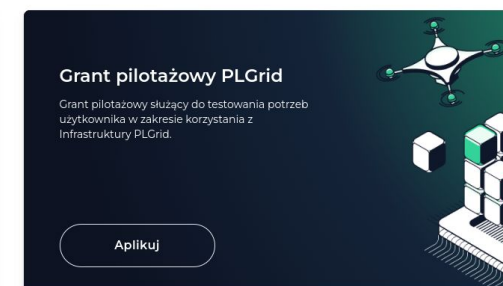 Grant pilotażowy PLGrid
Grant pilotażowy służący do testowania potrzeb
użytkownika w zakresie korzystania z
Infrastruktury PLGrid.
Aplikuj